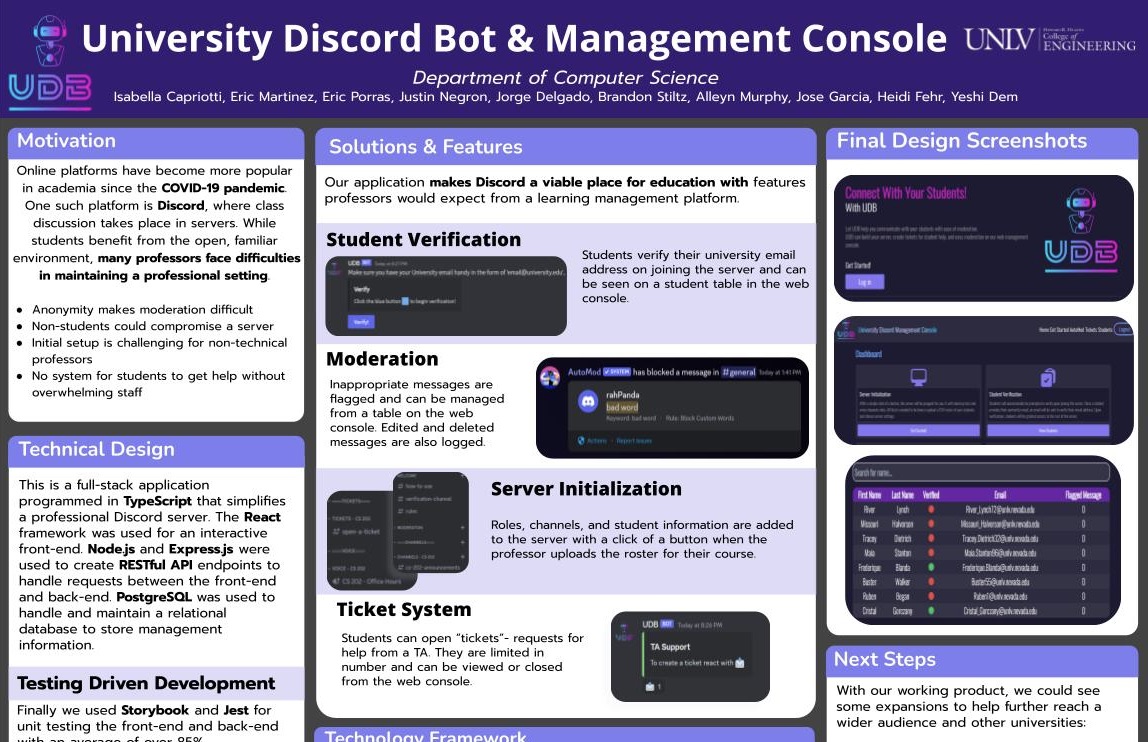 University Discord Bot & Management Console
UDB
UNLV
College of
ENGINEERING
Department of Computer Science
Isabella Capriotti, Eric Martinez, Eric Porras, Justin Negron, Jorge Delgado, Brandon Stiltz, Alleyn Murphy, Jose Garcia, Heidi Fehr, Yeshi Dem
Motivation
Online platforms have become more popular
in academia since the COVID-19 pandemic.
One such platform is Discord, where class
discussion takes place in servers. While
students benefit from the open, familiar
environment, many professors face difficulties
in maintaining a professional setting.
• Anonymity makes moderation difficult
• Non-students could compromise a server
• Initial setup is challenging for non-technical
professors
• No system for students to get help without
overwhelming staff
Technical Design
This is a full-stack application
programmed in TypeScript that simplifies
a professional Discord server. The React
framework was used for an interactive
front-end. Node.js and Express.js were
used to create RESTful API endpoints to
handle requests between the front-end
and back-end. PostgreSQL was used to
handle and maintain a relational
database to store management
information.
Testing Driven Development
Finally we used Storybook and Jest for
unit testing the front-end and back-end
with an average of over 85%
Solutions & Features
Our application makes Discord a viable place for education with features
professors would expect from a learning management platform.
Student Verification
UDB BOT Today at 6:27 PM
Make sure you have your University email handy in the form of 'email@university.edu'.
Verify
Click the blue button to begin verification!
Verify!
Students verify their university email
address on joining the server and can
be seen on a student table in the web
console.
Moderation
Inappropriate messages are
flagged and can be managed
from a table on the web
console. Edited and deleted
messages are also logged.
AutoMod SYSTEM has blocked a message in #general Today at 1:41 PM
rahPanda
bad word
Keyword: bad word • Rule: Block Custom Words
Actions • Report Issues
Server Initialization
Roles, channels, and student information are added
to the server with a click of a button when the
professor uploads the roster for their course.
WELCOME
how-to-use
verification-channel
rules
MODERATION
CHANNELS - CS 202
cs-202-announcements
TICKETS
TICKETS - CS 202
open-a-ticket
VOICE
VOICE - CS 202
CS 202 - Office Hours
Ticket System
Students can open “tickets”- requests for
help from a TA. They are limited in
number and can be viewed or closed
from the web console.
UDB BOT Today at 8:26 PM
TA Support
To create a ticket react with
1
Technology Framework
Final Design Screenshots
Connect With Your Students!
With UDB
Get Started!
Log in
UDB
University Discord Management Console
Home Get Started AutoMod Tickets Students Logout
Dashboard
Server Initialization
Student Verification
Get Started
View Students
Search for name...
First Name Last Name Verified Email Flagged Message
River Lynch River_Lynch72@unlv.nevada.edu 0
Missouri Halvorson Missouri_Halvorson@unlv.nevada.edu 0
Tracey Dietrich Tracey.Dietrich32@unlv.nevada.edu 0
Maia Stanton Maia.Stanton86@unlv.nevada.edu 0
Frederique Blanda Frederique.Blanda@unlv.nevada.edu 0
Buster Walker Buster55@unlv.nevada.edu 0
Ruben Bogan Ruben1@unlv.nevada.edu 0
Cristal Gorczany Cristal_Gorczany@unlv.nevada.edu 0
Next Steps
With our working product, we could see
some expansions to help further reach a
wider audience and other universities: